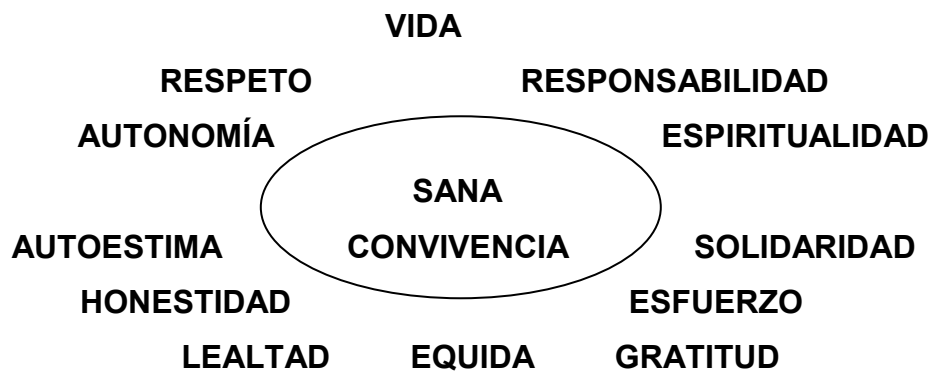 VIDA
RESPETO RESPONSABILIDAD
AUTONOMÍA ESPIRITUALIDAD
SANA
AUTOESTIMA CONVIVENCIA SOLIDARIDAD
HONESTIDAD ESFUERZO
LEALTAD EQUIDA GRATITUD